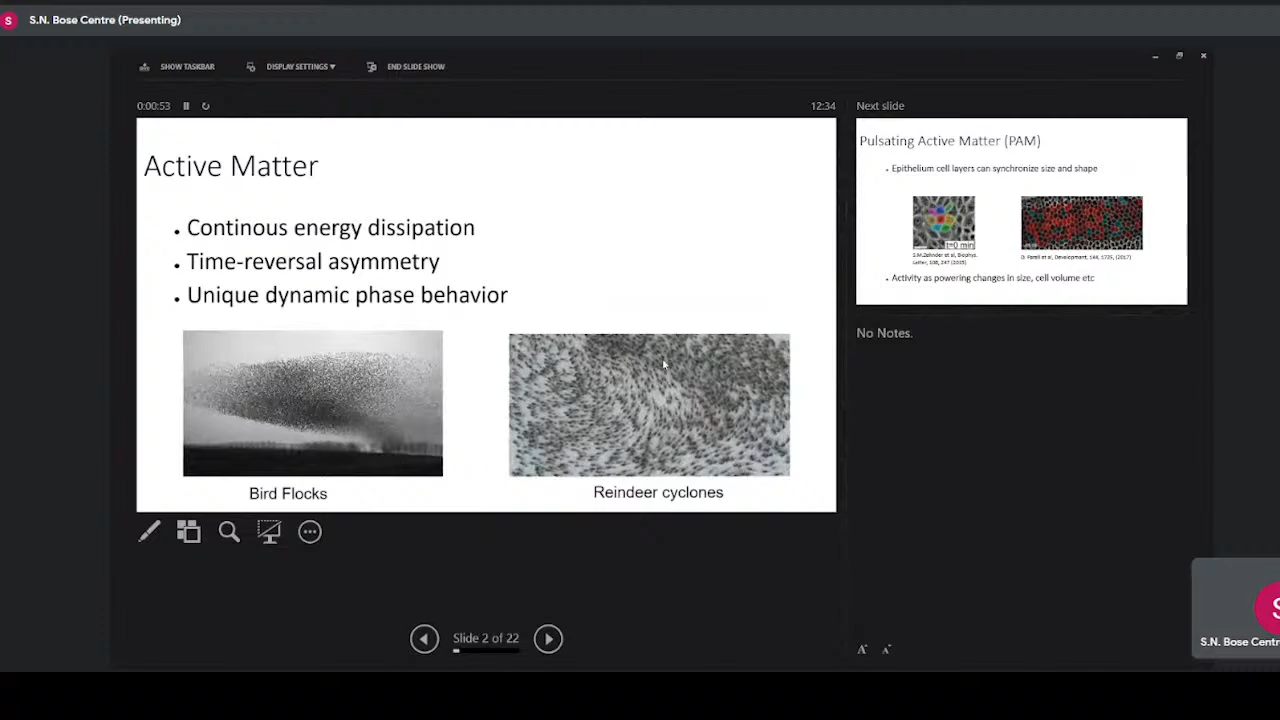 S
S.N. Bose Centre (Presenting)
SHOW TASKBAR
DISPLAY SETTINGS ▾
END SLIDE SHOW
0:00:53
12:34
Next slide
Active Matter
• Continous energy dissipation
• Time-reversal asymmetry
• Unique dynamic phase behavior
Bird Flocks
Reindeer cyclones
Pulsating Active Matter (PAM)
• Epithelium cell layers can synchronize size and shape
t=0 min
• Activity as powering changes in size, cell volume etc
No Notes.
Slide 2 of 22
A A
S
S.N. Bose Centr